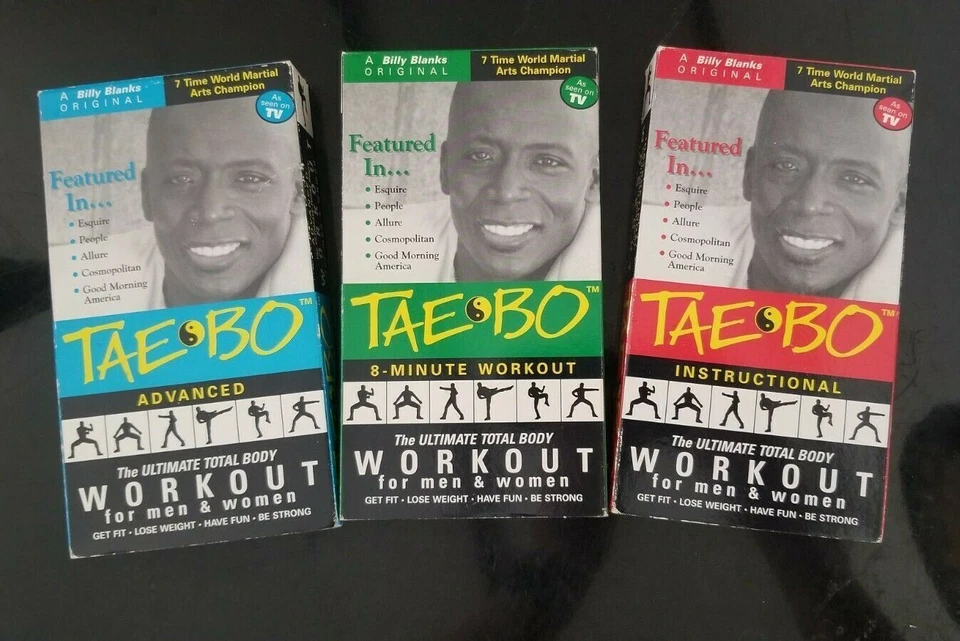 A Billy Blanks
ORIGINAL
7 Time World Martial
Arts Champion
As
seen on
TV
Featured
In...
• Esquire
• People
• Allure
• Cosmopolitan
• Good Morning
America
TAE BO™
ADVANCED
The ULTIMATE TOTAL BODY
WORKOUT
for men & women
GET FIT • LOSE WEIGHT • HAVE FUN • BE STRONG
A Billy Blanks
ORIGINAL
7 Time World Martial
Arts Champion
As
seen on
TV
Featured
In...
• Esquire
• People
• Allure
• Cosmopolitan
• Good Morning
America
TAE BO™
8-MINUTE WORKOUT
The ULTIMATE TOTAL BODY
WORKOUT
for men & women
GET FIT • LOSE WEIGHT • HAVE FUN • BE STRONG
A Billy Blanks
ORIGINAL
7 Time World Martial
Arts Champion
As
seen on
TV
Featured
In...
• Esquire
• People
• Allure
• Cosmopolitan
• Good Morning
America
TAE BO™
INSTRUCTIONAL
The ULTIMATE TOTAL BODY
WORKOUT
for men & women
GET FIT • LOSE WEIGHT • HAVE FUN • BE STRONG